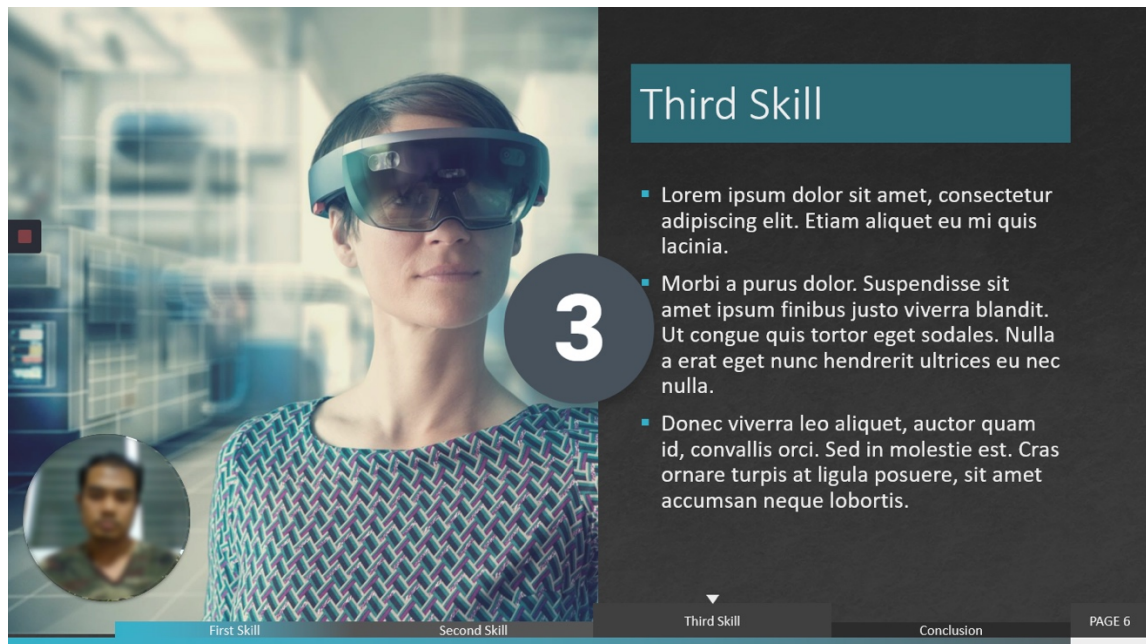 Third Skill
Lorem ipsum dolor sit amet, consectetur
adipiscing elit. Etiam aliquet eu mi quis
lacinia.
Morbi a purus dolor. Suspendisse sit
amet ipsum finibus justo viverra blandit.
Ut congue quis tortor eget sodales. Nulla
a erat eget nunc hendrerit ultrices eu nec
nulla.
Donec viverra leo aliquet, auctor quam
id, convallis orci. Sed in molestie est. Cras
ornare turpis at ligula posuere, sit amet
accumsan neque lobortis.
3
First Skill
Second Skill
Third Skill
Conclusion
PAGE 6